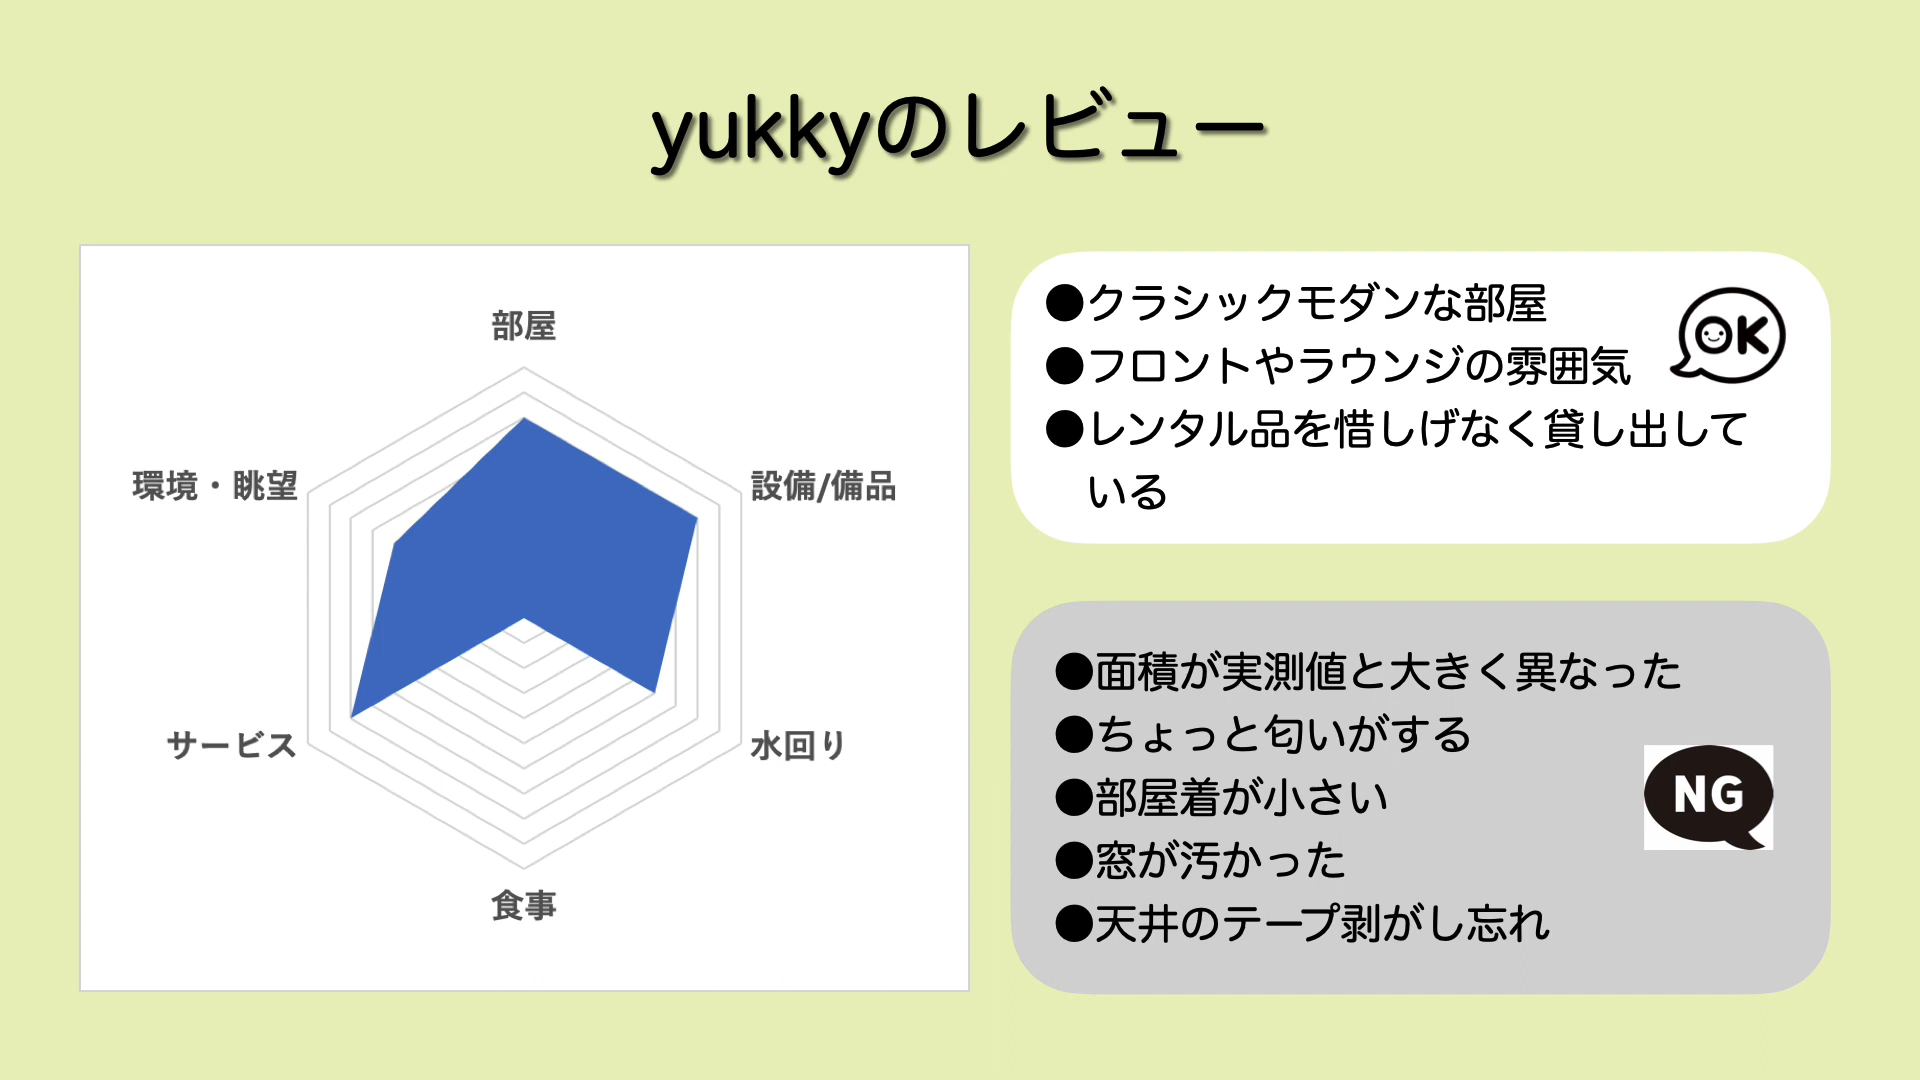 yukkyのレビュー
部屋
環境・眺望
設備/備品
サービス
水回り
食事
●クラシックモダンな部屋
●フロントやラウンジの雰囲気
●レンタル品を惜しげなく貸し出して
いる
OK
●面積が実測値と大きく異なった
●ちょっと匂いがする
●部屋着が小さい
●窓が汚かった
●天井のテープ剥がし忘れ
NG